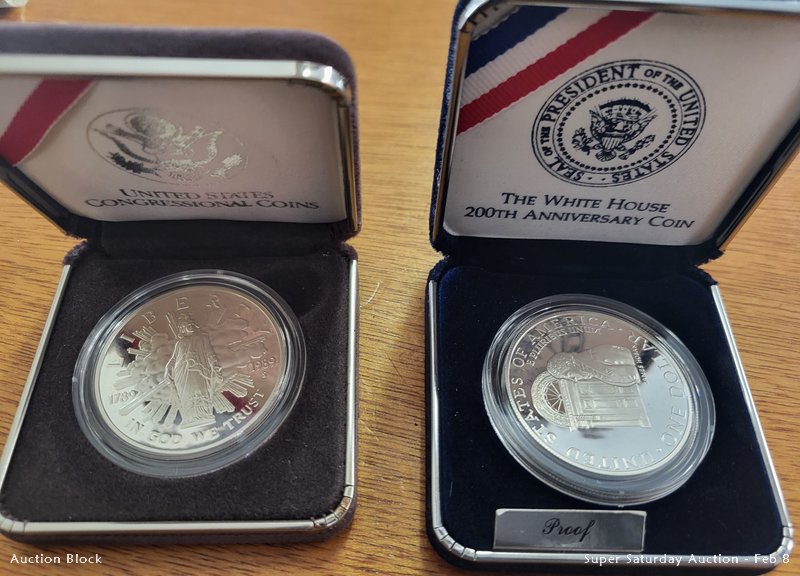 UNITED STATES
CONGRESSIONAL COINS
LIBERTY
1789
1989
IN GOD WE TRUST
SEAL OF THE PRESIDENT OF THE UNITED STATES
THE WHITE HOUSE
200TH ANNIVERSARY COIN
UNITED STATES OF AMERICA
E PLURIBUS UNUM
ONE DOLLAR
Proof
Auction Block
Super Saturday Auction - Feb 8